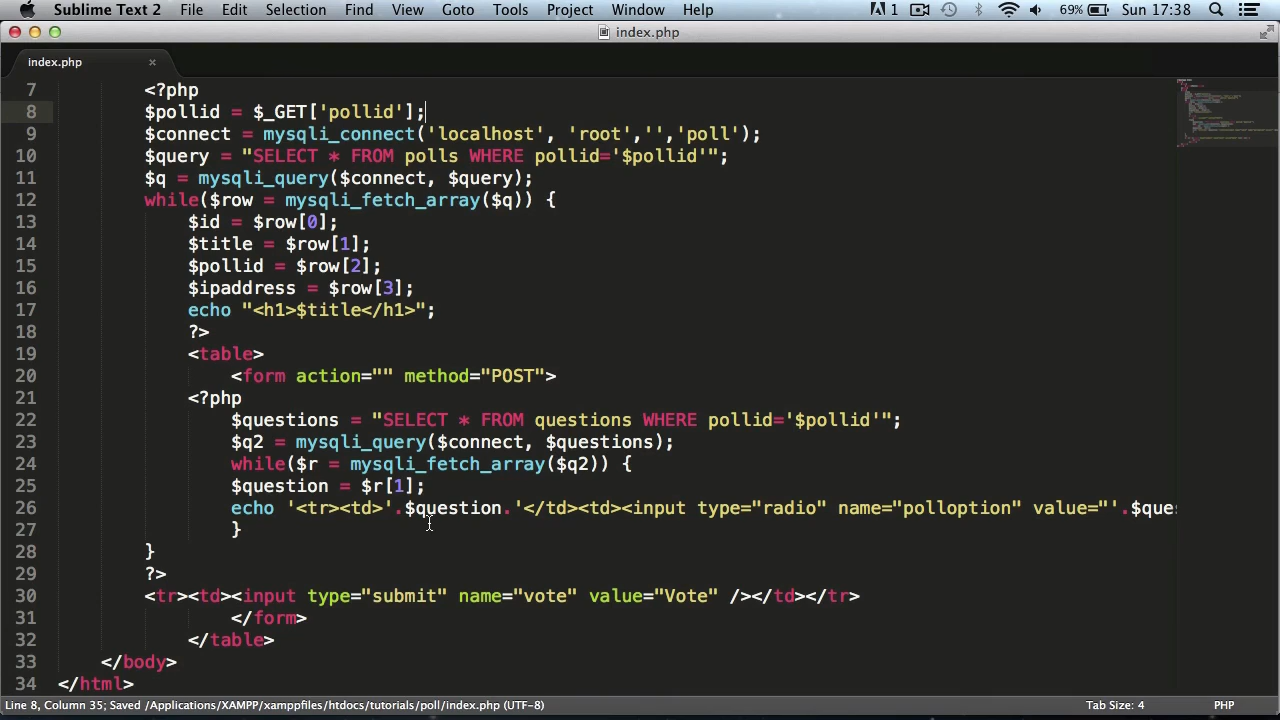 Sublime Text 2 File Edit Selection Find View Goto Tools Project Window Help 1 69% Sun 17:38
index.php
index.php ×
7 <?php
8 $pollid = $_GET['pollid'];
9 $connect = mysqli_connect('localhost', 'root','','poll');
10 $query = "SELECT * FROM polls WHERE pollid='$pollid'";
11 $q = mysqli_query($connect, $query);
12 while($row = mysqli_fetch_array($q)) {
13 $id = $row[0];
14 $title = $row[1];
15 $pollid = $row[2];
16 $ipaddress = $row[3];
17 echo "<h1>$title</h1>";
18 ?>
19 <table>
20 <form action="" method="POST">
21 <?php
22 $questions = "SELECT * FROM questions WHERE pollid='$pollid'";
23 $q2 = mysqli_query($connect, $questions);
24 while($r = mysqli_fetch_array($q2)) {
25 $question = $r[1];
26 echo '<tr><td>'.$question.'</td><td><input type="radio" name="polloption" value="'.$que
27 }
28 }
29 ?>
30 <tr><td><input type="submit" name="vote" value="Vote" /></td></tr>
31 </form>
32 </table>
33 </body>
34 </html>
Line 8, Column 35; Saved /Applications/XAMPP/xamppfiles/htdocs/tutorials/poll/index.php (UTF-8) Tab Size: 4 PHP